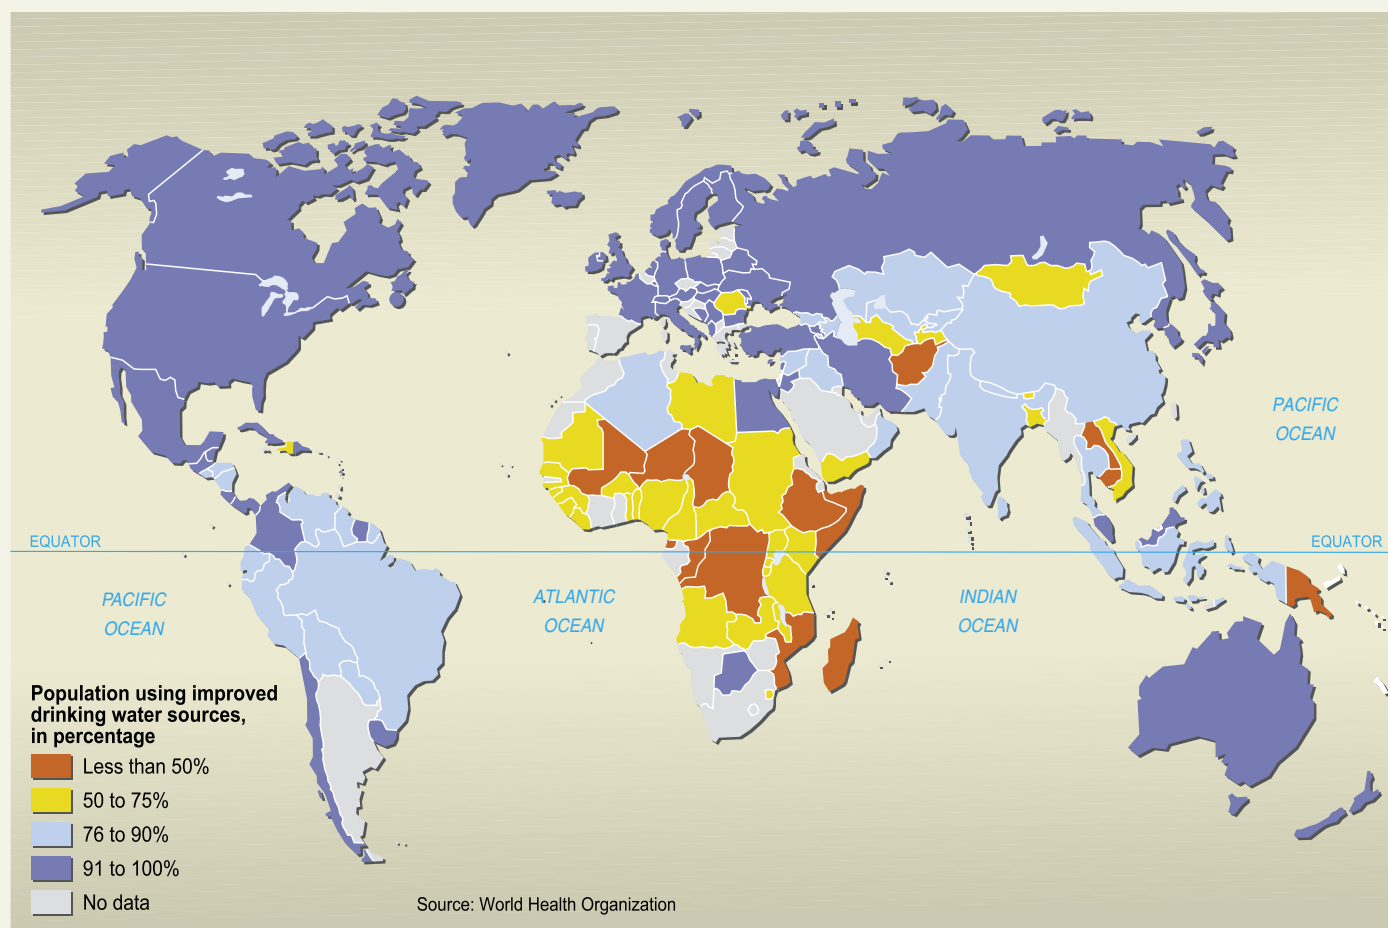 EQUATOR
EQUATOR
PACIFIC
OCEAN
PACIFIC
OCEAN
ATLANTIC
OCEAN
INDIAN
OCEAN
Population using improved
drinking water sources,
in percentage
Less than 50%
50 to 75%
76 to 90%
91 to 100%
No data
Source: World Health Organization